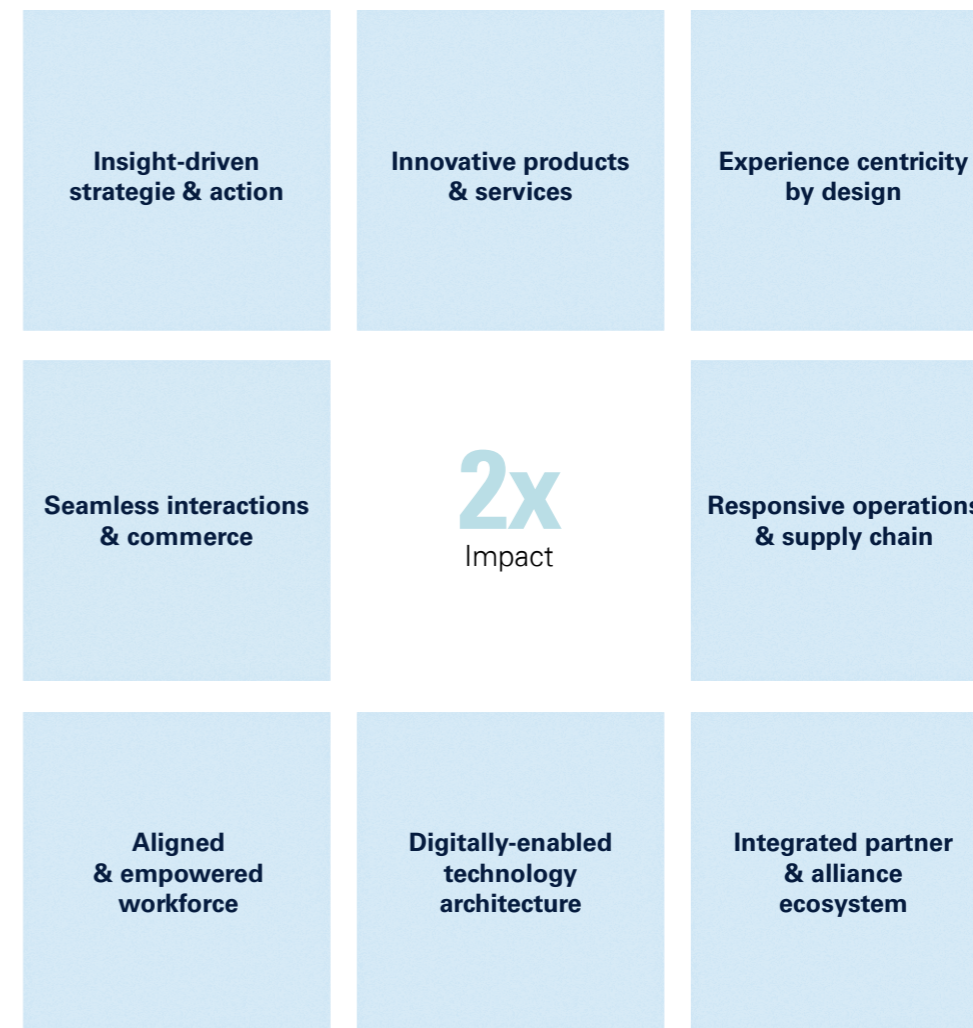 Insight-driven
strategie & action
Innovative products
& services
Experience centricity
by design
Seamless interactions
& commerce
2x
Impact
Responsive operations
& supply chain
Aligned
& empowered
workforce
Digitally-enabled
technology
architecture
Integrated partner
& alliance
ecosystem